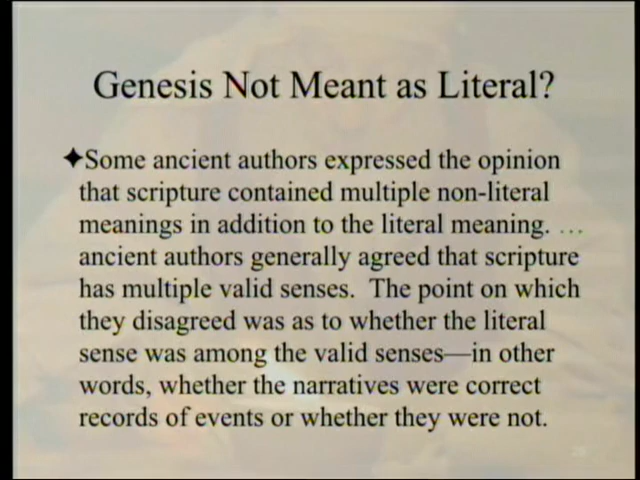 Genesis Not Meant as Literal?
✦Some ancient authors expressed the opinion
that scripture contained multiple non-literal
meanings in addition to the literal meaning. …
ancient authors generally agreed that scripture
has multiple valid senses. The point on which
they disagreed was as to whether the literal
sense was among the valid senses—in other
words, whether the narratives were correct
records of events or whether they were not.